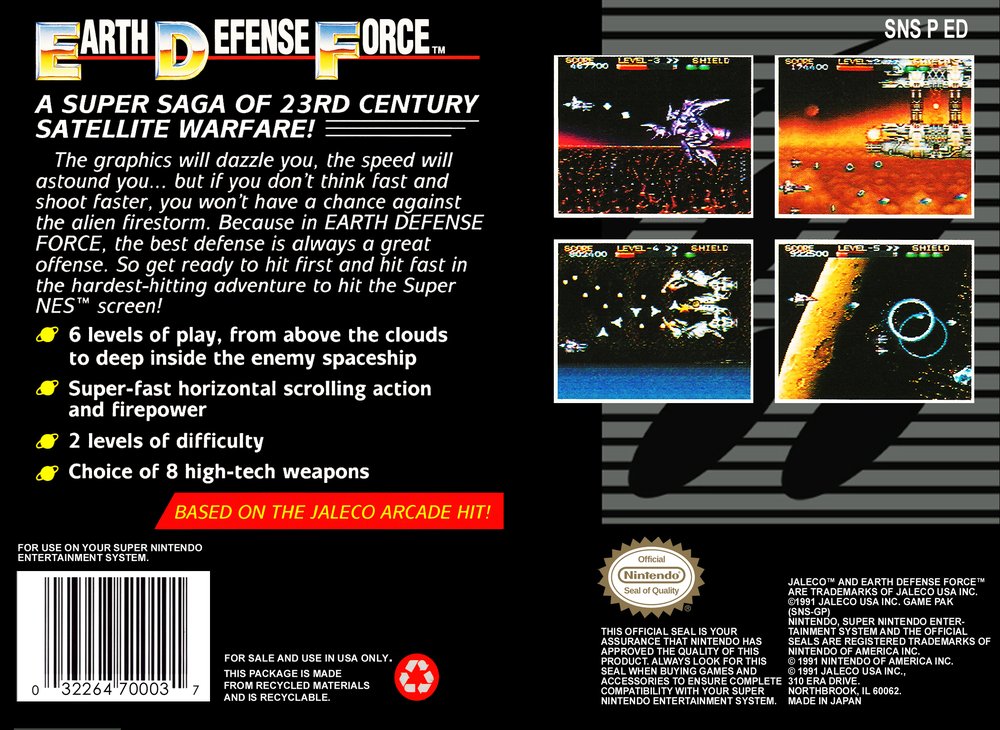 EARTH DEFENSE FORCE™
A SUPER SAGA OF 23RD CENTURY
SATELLITE WARFARE!
The graphics will dazzle you, the speed will
astound you... but if you don't think fast and
shoot faster, you won't have a chance against
the alien firestorm. Because in EARTH DEFENSE
FORCE, the best defense is always a great
offense. So get ready to hit first and hit fast in
the hardest-hitting adventure to hit the Super
NES™ screen!
6 levels of play, from above the clouds
to deep inside the enemy spaceship
Super-fast horizontal scrolling action
and firepower
2 levels of difficulty
Choice of 8 high-tech weapons
BASED ON THE JALECO ARCADE HIT!
FOR USE ON YOUR SUPER NINTENDO
ENTERTAINMENT SYSTEM.
0 32264 70003 7
FOR SALE AND USE IN USA ONLY.
THIS PACKAGE IS MADE
FROM RECYCLED MATERIALS
AND IS RECYCLABLE.
SNS P ED
SCORE LEVEL-3 SHIELD
467700 3
SCORE LEVEL-2 SHIELD
174400
SCORE LEVEL-4 SHIELD
802400
SCORE LEVEL-5 SHIELD
922500
Official
Nintendo
Seal of Quality
®
THIS OFFICIAL SEAL IS YOUR
ASSURANCE THAT NINTENDO HAS
APPROVED THE QUALITY OF THIS
PRODUCT. ALWAYS LOOK FOR THIS
SEAL WHEN BUYING GAMES AND
ACCESSORIES TO ENSURE COMPLETE
COMPATIBILITY WITH YOUR SUPER
NINTENDO ENTERTAINMENT SYSTEM.
JALECO™ AND EARTH DEFENSE FORCE™
ARE TRADEMARKS OF JALECO USA INC.
©1991 JALECO USA INC. GAME PAK
(SNS-GP)
NINTENDO, SUPER NINTENDO ENTER-
TAINMENT SYSTEM AND THE OFFICIAL
SEALS ARE REGISTERED TRADEMARKS OF
NINTENDO OF AMERICA INC.
© 1991 NINTENDO OF AMERICA INC.
© 1991 JALECO USA INC.,
310 ERA DRIVE.
NORTHBROOK, IL 60062.
MADE IN JAPAN